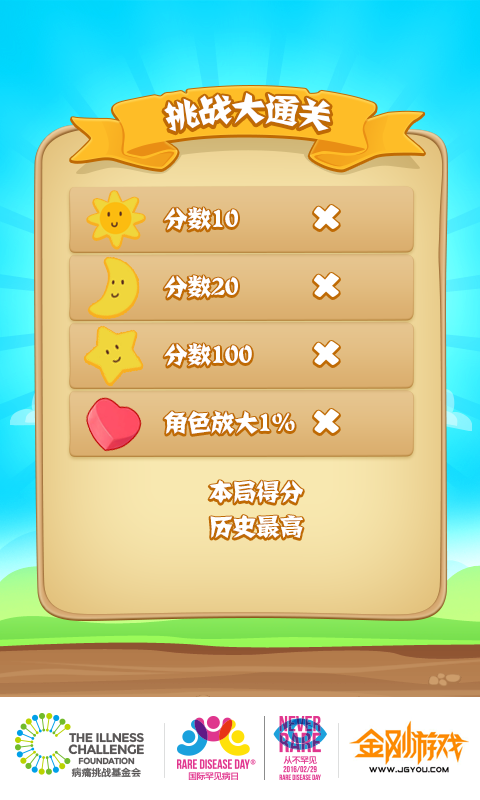 挑战大通关
分数10 ×
分数20 ×
分数100 ×
角色放大1% ×
本局得分
历史最高
THE ILLNESS
CHALLENGE
FOUNDATION
病痛挑战基金会
RARE DISEASE DAY®
国际罕见病日
NEVER
RARE
从不罕见
2016/02/29
RARE DISEASE DAY
金刚游戏
WWW.JGYOU.COM